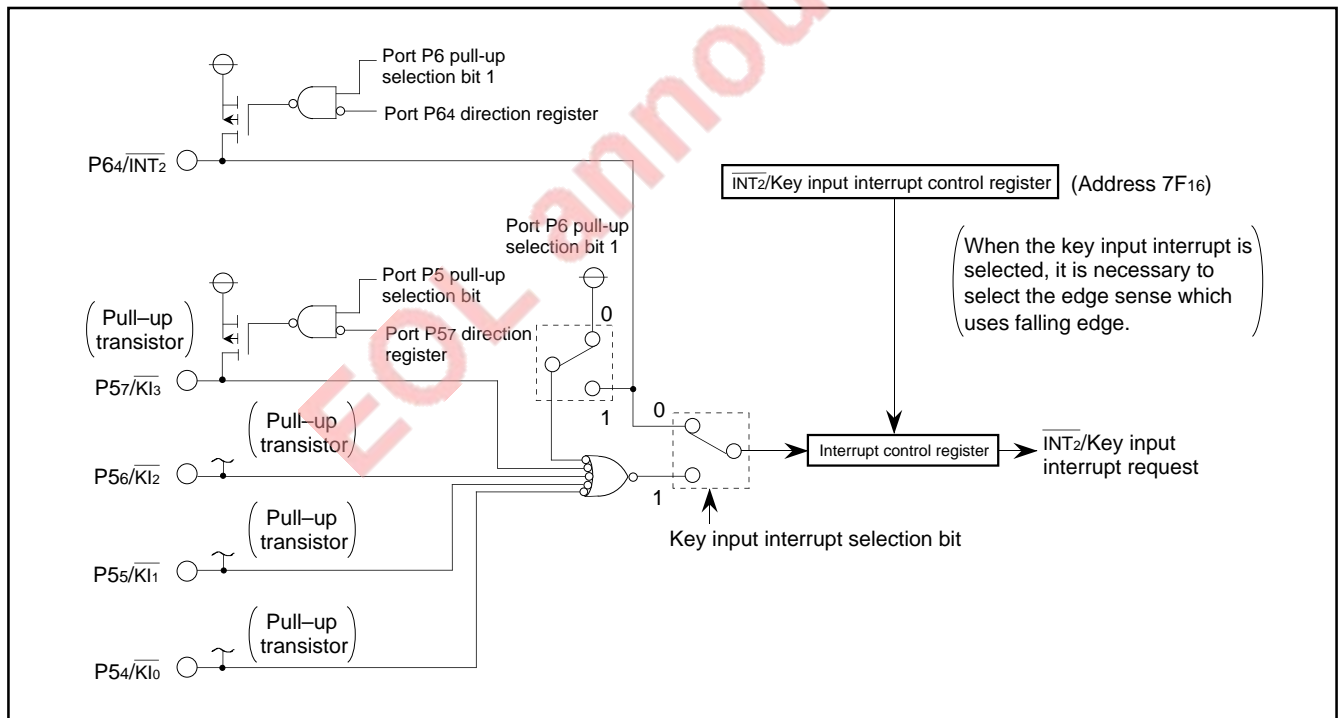 Port P6 pull-up
selection bit 1
Port P64 direction register
P64/INT2
INT2/Key input interrupt control register (Address 7F16)
Port P6 pull-up
selection bit 1
When the key input interrupt is
selected, it is necessary to
select the edge sense which
uses falling edge.
Port P5 pull-up
selection bit
Port P57 direction
register
Pull–up
transistor
0
1
P57/KI3
0
1
Pull–up
transistor
P56/KI2
Interrupt control register
INT2/Key input
interrupt request
Key input interrupt selection bit
Pull–up
transistor
P55/KI1
Pull–up
transistor
P54/KI0
EOL annou